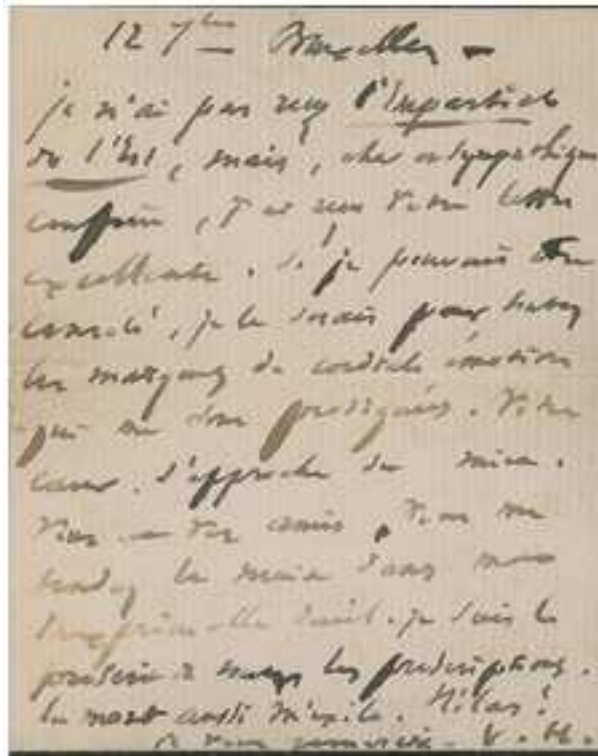 12 7bre Bruxelles —
je n'ai pas reçu l'Impartial
de l'Est, mais, cher et sympathique
confrère, j'ai reçu votre lettre
excellente. Si je pouvais être
consolé, je le serais par toutes
les marques de cordiale émotion
qui me sont prodiguées. Votre
cœur s'approche du mien.
Vous vos amis, vous me
tendez la main dans mon
deuil. je suis le
proscrit de toutes les proscriptions.
la mort aussi m'exile. Hélas!
V. H.